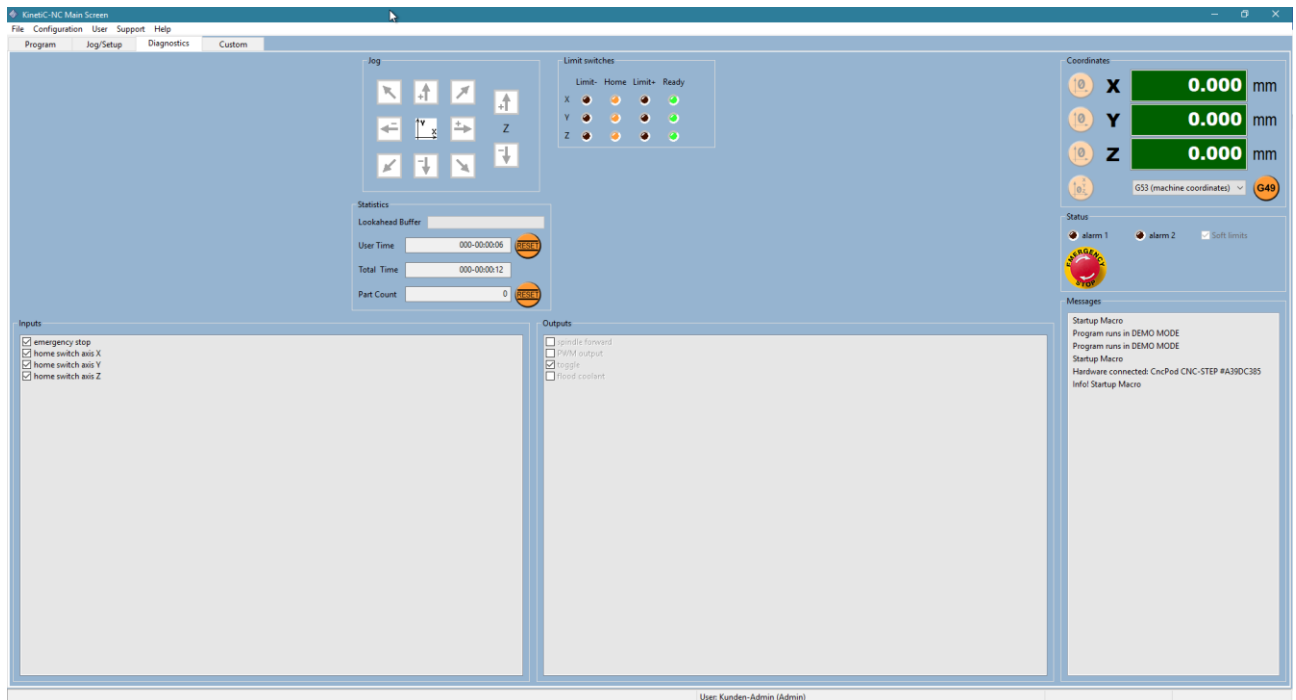 KinetiC-NC Main Screen
File Configuration User Support Help
Program Jog/Setup Diagnostics Custom
Jog
+
+
Y
X
Z
Limit switches
Limit- Home Limit+ Ready
X
Y
Z
Statistics
Lookahead Buffer
User Time 000-00:00:06 RESET
Total Time 000-00:00:12
Part Count 0 RESET
Coordinates
X 0.000 mm
Y 0.000 mm
Z 0.000 mm
G53 (machine coordinates) G49
Status
alarm 1 alarm 2 Soft limits
EMERGENCY
STOP
Messages
Startup Macro
Program runs in DEMO MODE
Program runs in DEMO MODE
Startup Macro
Hardware connected: CncPod CNC-STEP #A39DC385
Info! Startup Macro
Inputs
emergency stop
home switch axis X
home switch axis Y
home switch axis Z
Outputs
spindle forward
PWM output
toggle
flood coolant
User: Kunden-Admin (Admin)